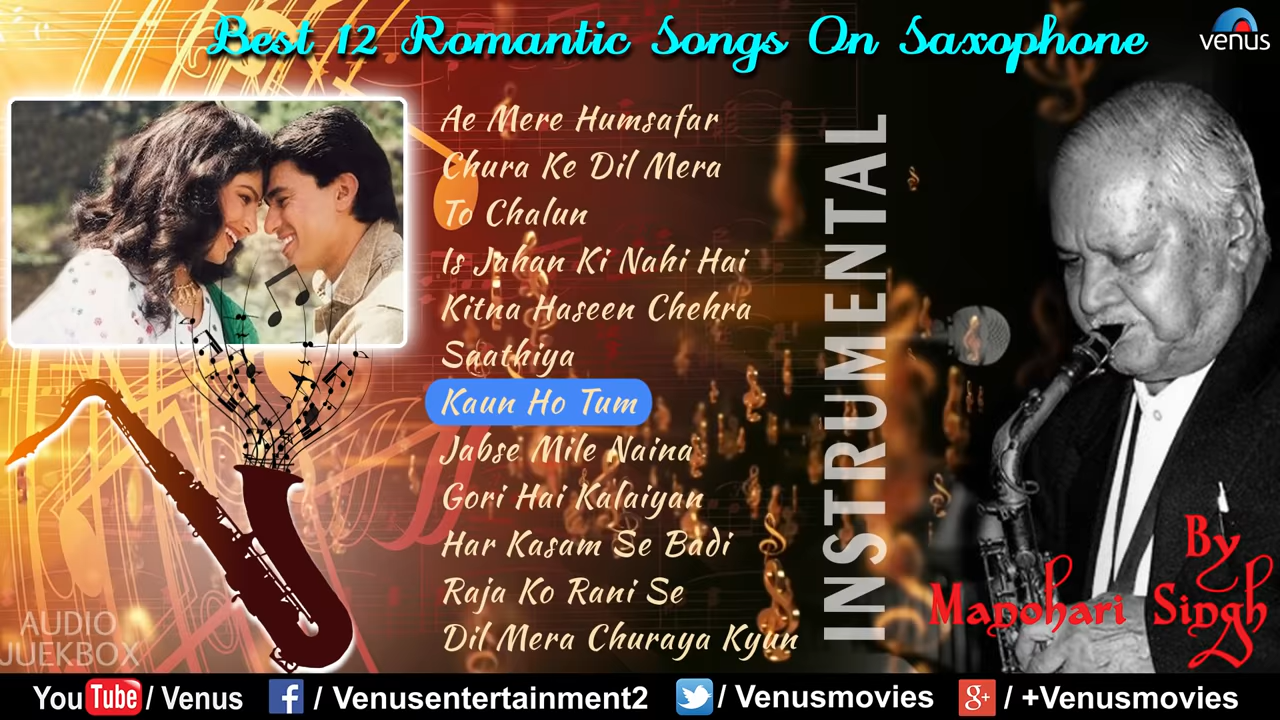 Best 12 Romantic Songs On Saxophone
venus
Ae Mere Humsafar
Chura Ke Dil Mera
To Chalun
Is Jahan Ki Nahi Hai
Kitna Haseen Chehra
Saathiya
Kaun Ho Tum
Jabse Mile Naina
Gori Hai Kalaiyan
Har Kasam Se Badi
Raja Ko Rani Se
Dil Mera Churaya Kyun
INSTRUMENTAL
By
Manohari Singh
AUDIO
JUEKBOX
You Tube / Venus f / Venusentertainment2 / Venusmovies g+ / +Venusmovies